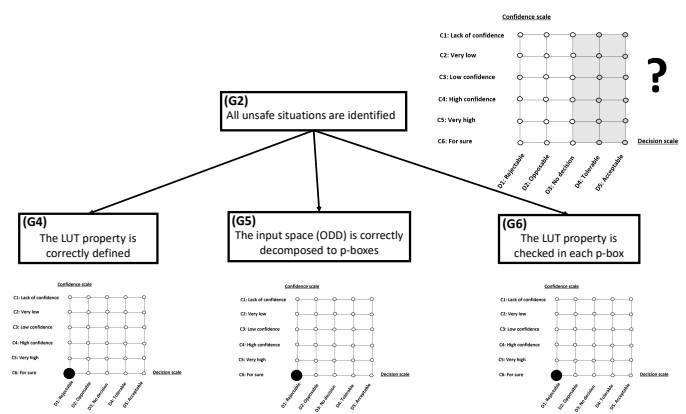 Confidence scale
C1: Lack of confidence
C2: Very low
C3: Low confidence
C4: High confidence
C5: Very high
C6: For sure
Decision scale
D1: Rejectable
D2: Opposable
D3: No decision
D4: Tolerable
D5: Acceptable
?
(G2)
All unsafe situations are identified
(G4)
The LUT property is
correctly defined
(G5)
The input space (ODD) is correctly
decomposed to p-boxes
(G6)
The LUT property is
checked in each p-box
Confidence scale
C1: Lack of confidence
C2: Very low
C3: Low confidence
C4: High confidence
C5: Very high
C6: For sure
Decision scale
D1: Rejectable
D2: Opposable
D3: No decision
D4: Tolerable
D5: Acceptable
Confidence scale
C1: Lack of confidence
C2: Very low
C3: Low confidence
C4: High confidence
C5: Very high
C6: For sure
Decision scale
D1: Rejectable
D2: Opposable
D3: No decision
D4: Tolerable
D5: Acceptable
Confidence scale
C1: Lack of confidence
C2: Very low
C3: Low confidence
C4: High confidence
C5: Very high
C6: For sure
Decision scale
D1: Rejectable
D2: Opposable
D3: No decision
D4: Tolerable
D5: Acceptable